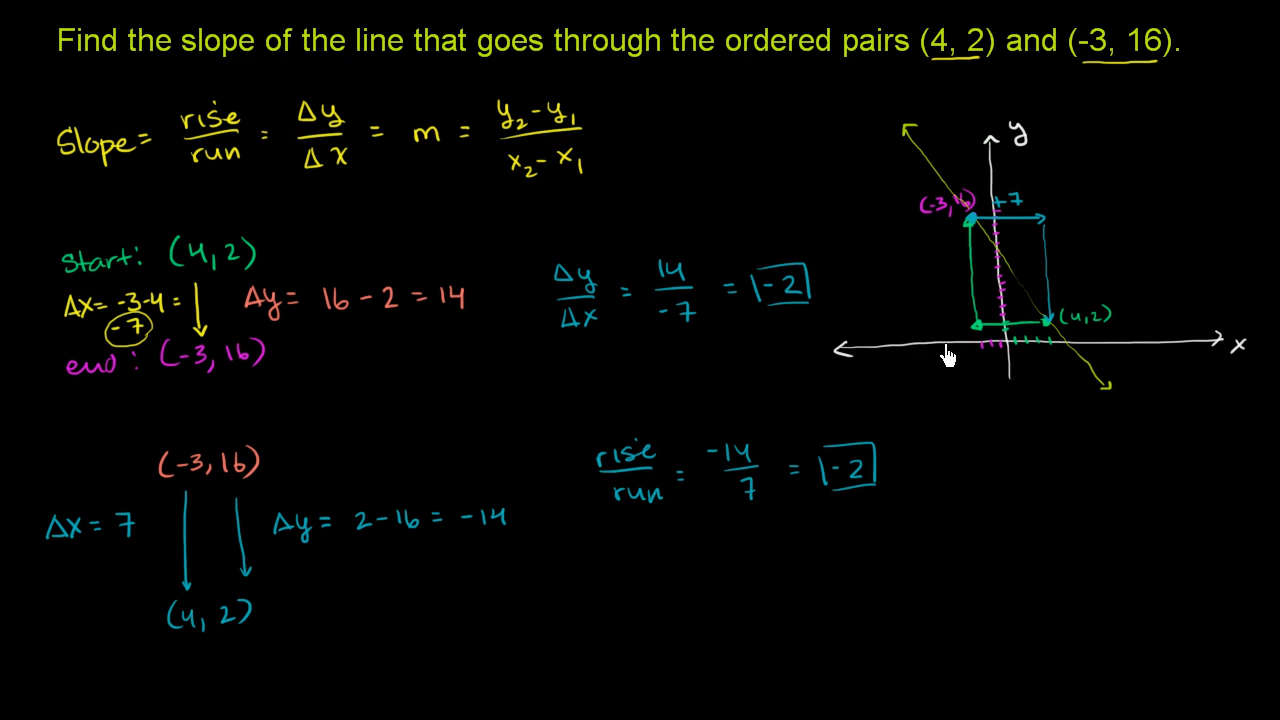 Find the slope of the line that goes through the ordered pairs (4, 2) and (-3, 16).
Slope = rise/run = Δy/Δx = m = y₂-y₁/x₂-x₁
start: (4, 2)
Δx = -3-4 =
-7
Δy = 16 - 2 = 14
end: (-3, 16)
Δy/Δx = 14/-7 = -2
y
(-3, 16)
+7
(4, 2)
x
(-3, 16)
Δx = 7
Δy = 2 - 16 = -14
(4, 2)
rise/run = -14/7 = -2